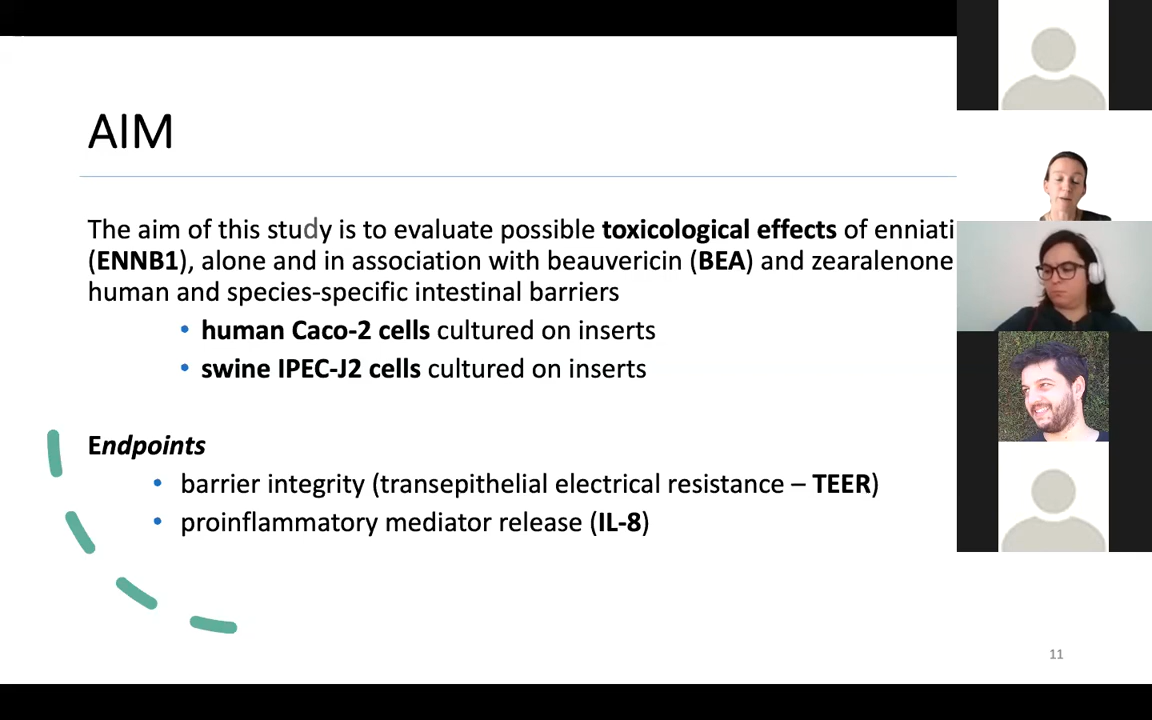 AIM
The aim of this study is to evaluate possible toxicological effects of enniati
(ENNB1), alone and in association with beauvericin (BEA) and zearalenone
human and species-specific intestinal barriers
• human Caco-2 cells cultured on inserts
• swine IPEC-J2 cells cultured on inserts
Endpoints
• barrier integrity (transepithelial electrical resistance – TEER)
• proinflammatory mediator release (IL-8)
11